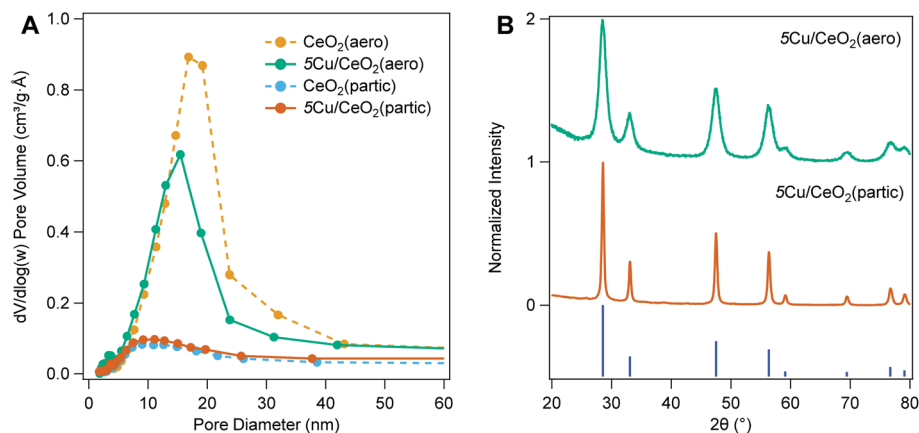 A
dV/dlog(w) Pore Volume (cm³/g·Å)
1.0
0.8
0.6
0.4
0.2
0.0
CeO₂(aero)
5Cu/CeO₂(aero)
CeO₂(partic)
5Cu/CeO₂(partic)
0 10 20 30 40 50 60
Pore Diameter (nm)
B
Normalized Intensity
2
1
0
5Cu/CeO₂(aero)
5Cu/CeO₂(partic)
20 30 40 50 60 70 80
2θ (°)